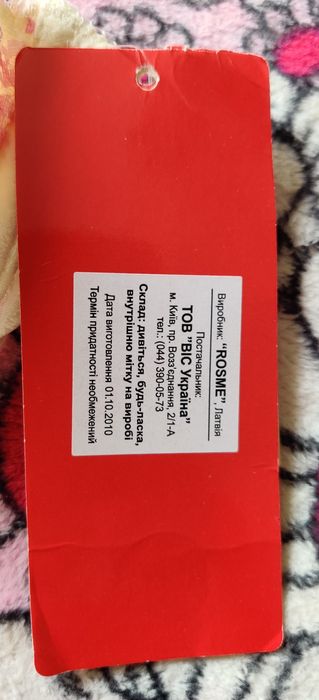 Виробник: "ROSME", Латвія
Постачальник:
ТОВ "ВІС Україна"
м. Київ, пр. Возз'єднання, 2/1-А
тел.: (044) 390-05-73
Склад: дивіться, будь-ласка,
внутрішню мітку на виробі
Дата виготовлення 01.10.2010
Термін придатності необмежений